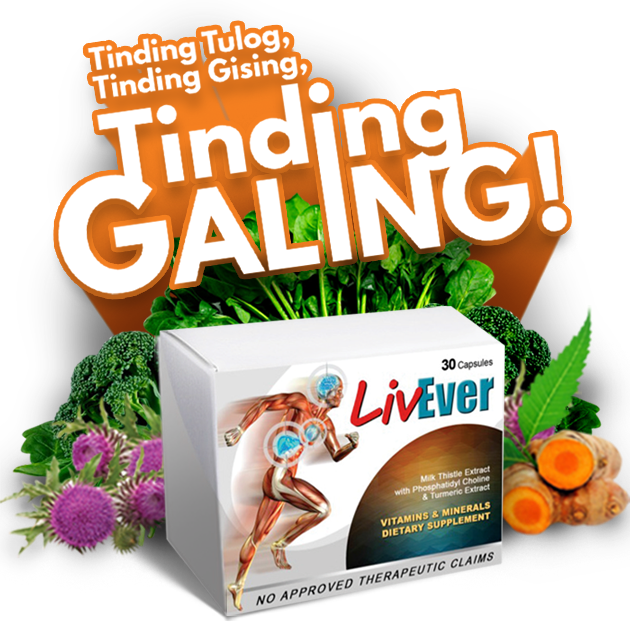 Tinding Tulog,
Tinding Gising,
Tinding
GALING!
30 Capsules
LivEver
Milk Thistle Extract
with Phosphatidyl Choline
& Turmeric Extract
VITAMINS & MINERALS
DIETARY SUPPLEMENT
NO APPROVED THERAPEUTIC CLAIMS